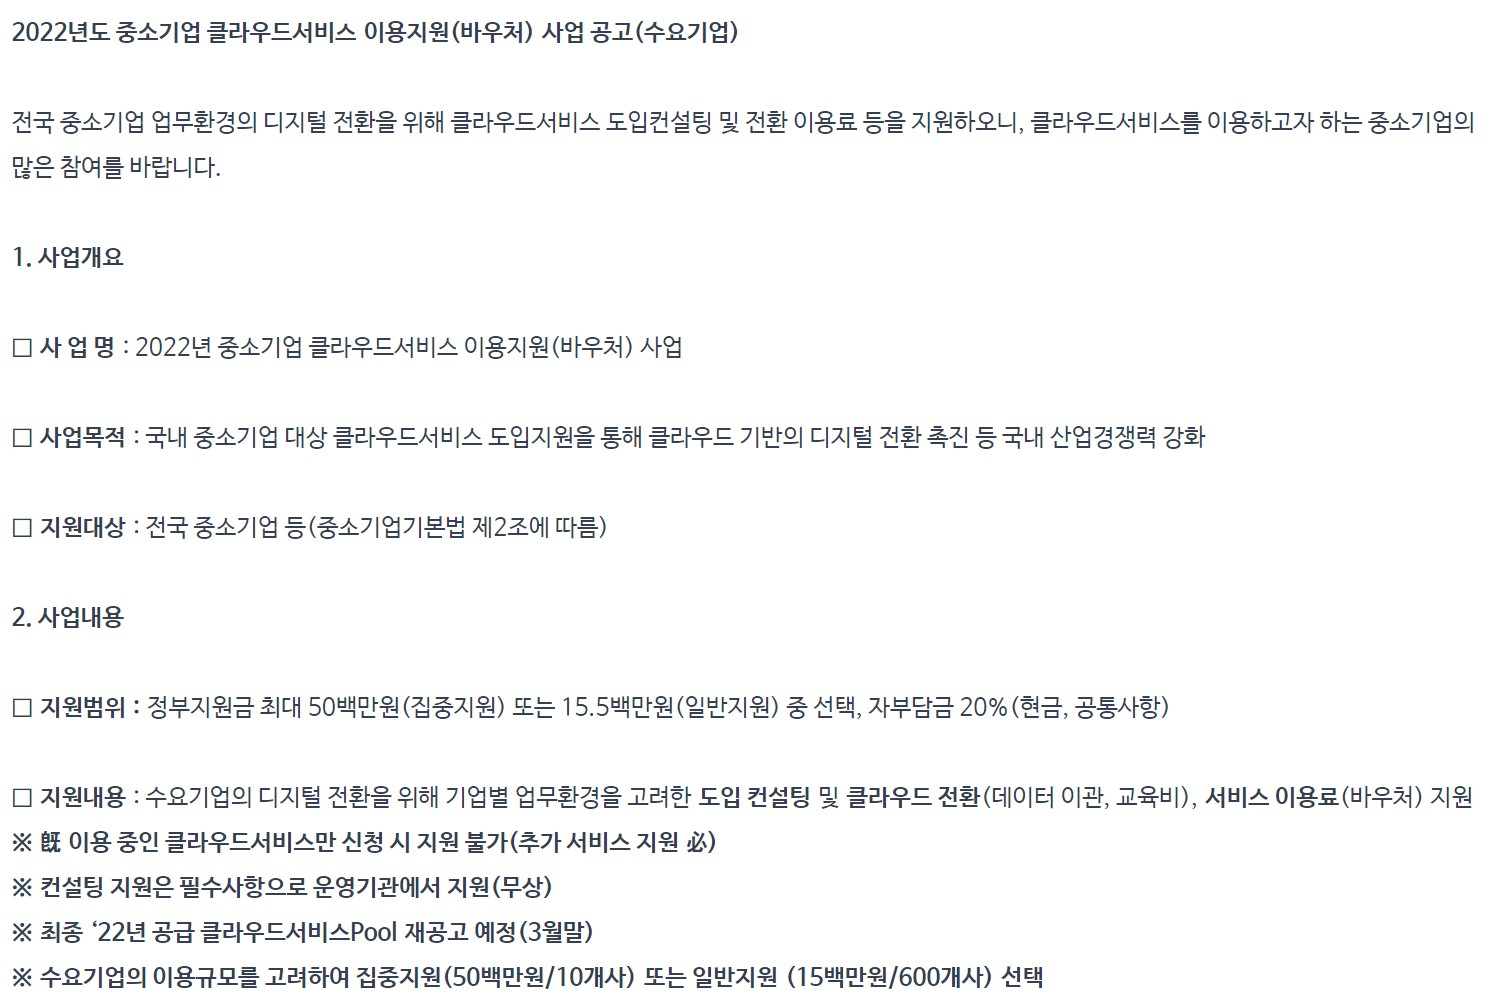 2022년도 중소기업 클라우드서비스 이용지원(바우처) 사업 공고(수요기업)
전국 중소기업 업무환경의 디지털 전환을 위해 클라우드서비스 도입컨설팅 및 전환 이용료 등을 지원하오니, 클라우드서비스를 이용하고자 하는 중소기업의
많은 참여를 바랍니다.
1. 사업개요
□ 사 업 명 : 2022년 중소기업 클라우드서비스 이용지원(바우처) 사업
□ 사업목적 : 국내 중소기업 대상 클라우드서비스 도입지원을 통해 클라우드 기반의 디지털 전환 촉진 등 국내 산업경쟁력 강화
□ 지원대상 : 전국 중소기업 등(중소기업기본법 제2조에 따름)
2. 사업내용
□ 지원범위 : 정부지원금 최대 50백만원(집중지원) 또는 15.5백만원(일반지원) 중 선택, 자부담금 20%(현금, 공통사항)
□ 지원내용 : 수요기업의 디지털 전환을 위해 기업별 업무환경을 고려한 도입 컨설팅 및 클라우드 전환(데이터 이관, 교육비), 서비스 이용료(바우처) 지원
※ 旣 이용 중인 클라우드서비스만 신청 시 지원 불가(추가 서비스 지원 必)
※ 컨설팅 지원은 필수사항으로 운영기관에서 지원(무상)
※ 최종 ‘22년 공급 클라우드서비스Pool 재공고 예정(3월말)
※ 수요기업의 이용규모를 고려하여 집중지원(50백만원/10개사) 또는 일반지원 (15백만원/600개사) 선택